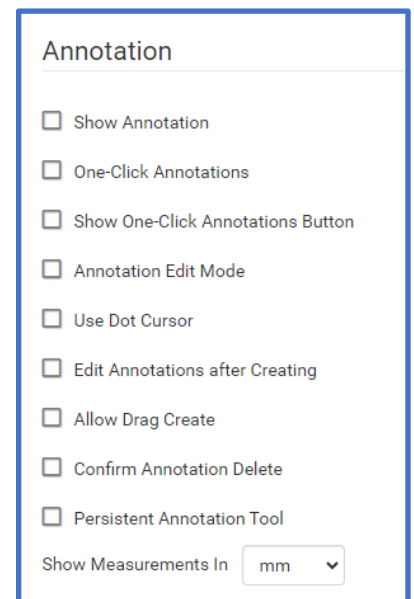 Annotation
Show Annotation
One-Click Annotations
Show One-Click Annotations Button
Annotation Edit Mode
Use Dot Cursor
Edit Annotations after Creating
Allow Drag Create
Confirm Annotation Delete
Persistent Annotation Tool
Show Measurements In mm